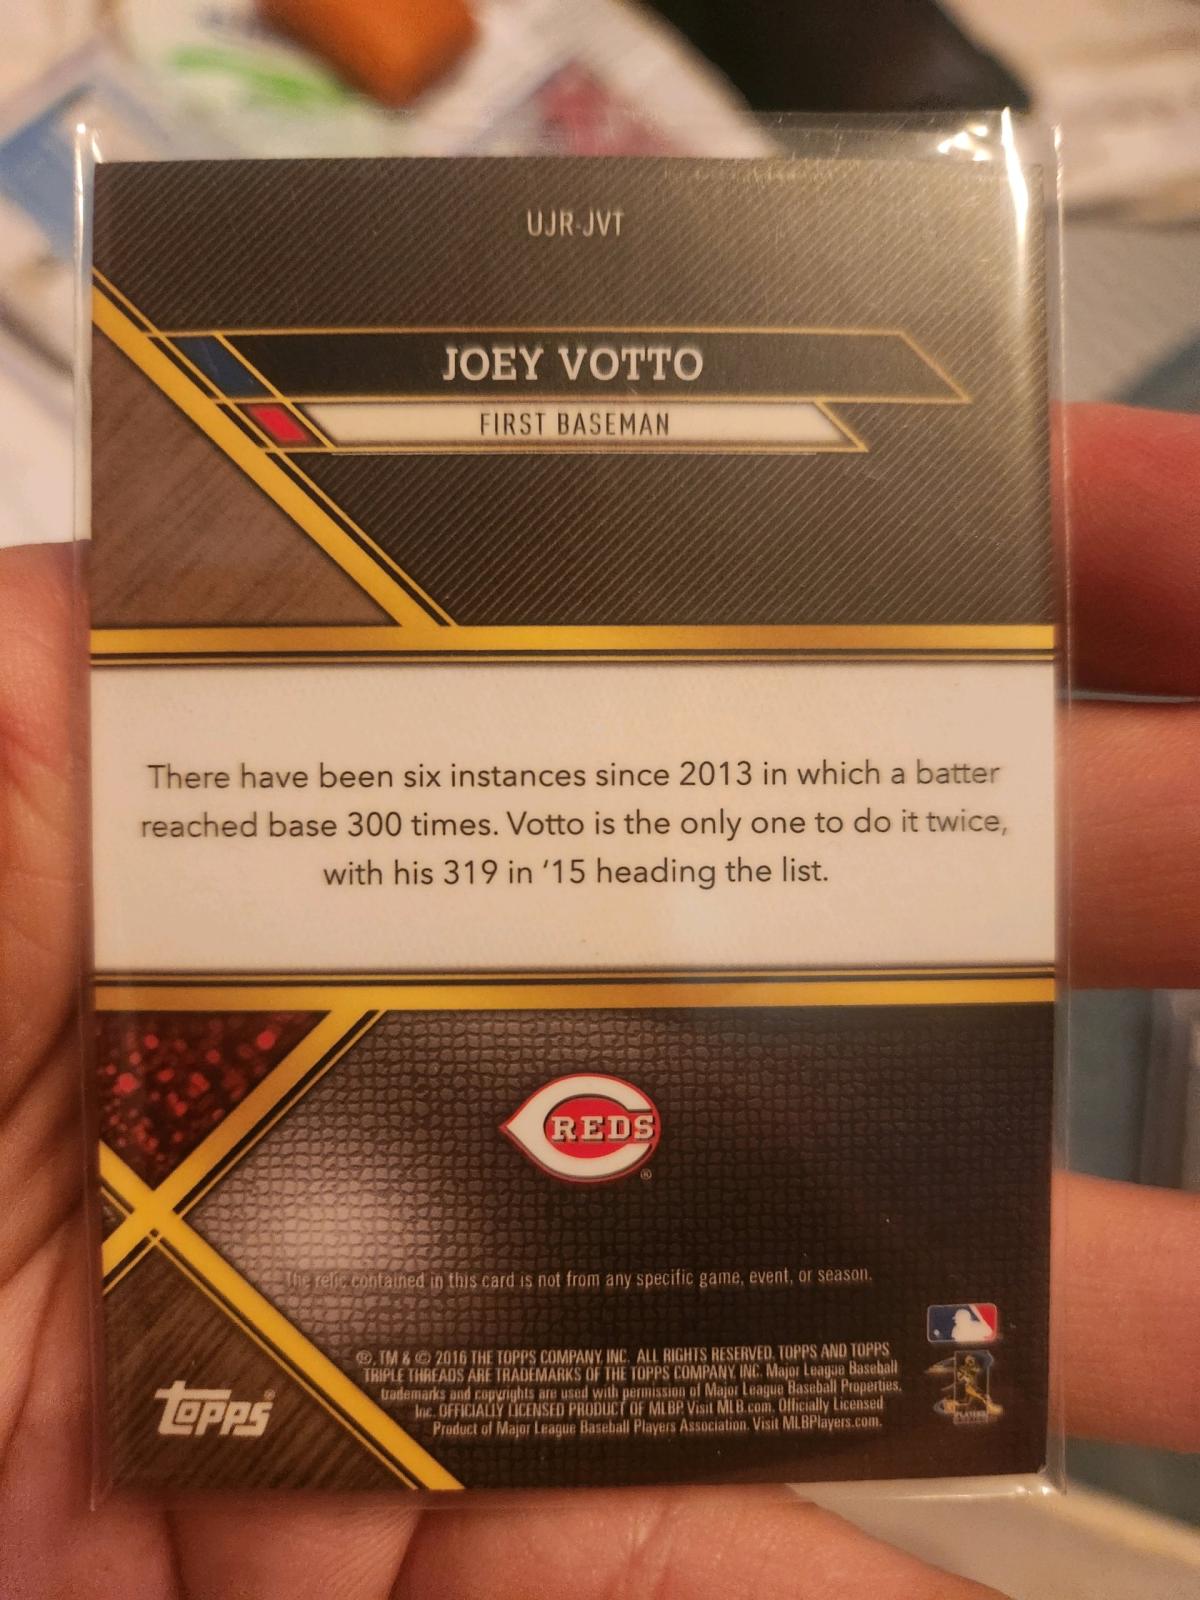 UJR-JVT
JOEY VOTTO
FIRST BASEMAN
There have been six instances since 2013 in which a batter
reached base 300 times. Votto is the only one to do it twice,
with his 319 in ‘15 heading the list.
REDS
®
The relic contained in this card is not from any specific game, event, or season.
®, TM & © 2016 THE TOPPS COMPANY, INC. ALL RIGHTS RESERVED. TOPPS AND TOPPS
TRIPLE THREADS ARE TRADEMARKS OF THE TOPPS COMPANY, INC. Major League Baseball
trademarks and copyrights are used with permission of Major League Baseball Properties,
Inc. OFFICIALLY LICENSED PRODUCT OF MLBP. Visit MLB.com. Officially Licensed
Product of Major League Baseball Players Association. Visit MLBPlayers.com.
TOPPS®